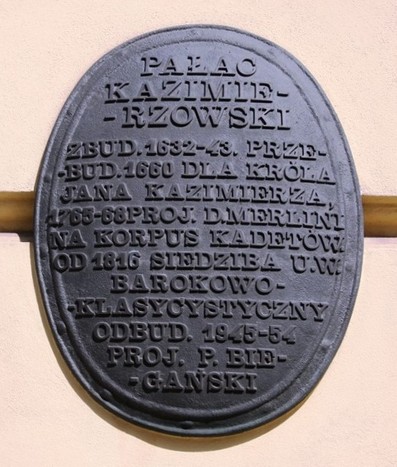 PAŁAC
KAZIMIE-
-RZOWSKI
ZBUD. 1632-43. PRZE-
-BUD. 1660 DLA KRÓLA
JANA KAZIMIERZA,
1765-68 PROJ. D. MERLINI
NA KORPUS KADETÓW.
OD 1816 SIEDZIBA U.W.
BAROKOWO-
-KLASYCYSTYCZNY
ODBUD. 1945-54
PROJ. P. BIE-
-GAŃSKI